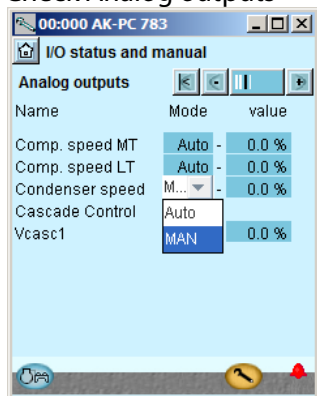 check Analog outputs
00:000 AK-PC 783
I/O status and manual
Analog outputs
Name Mode value
Comp. speed MT Auto - 0.0 %
Comp. speed LT Auto - 0.0 %
Condenser speed M... - 0.0 %
Cascade Control Auto
Vcasc1 MAN 0.0 %